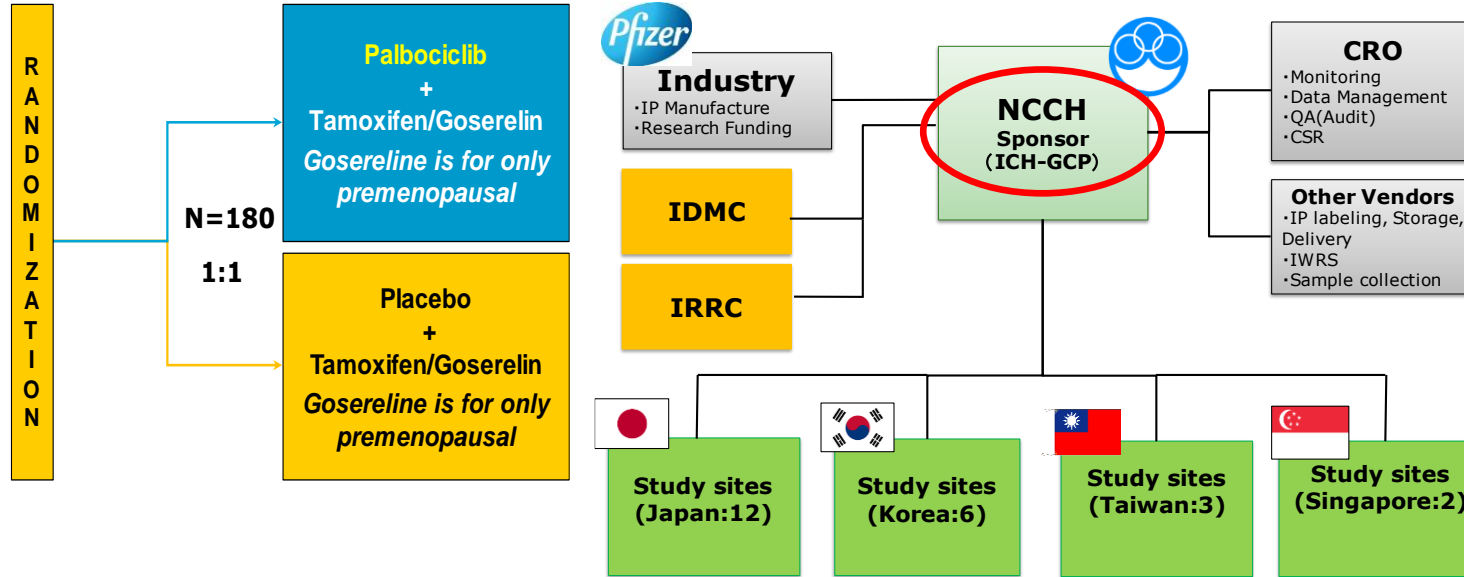 RANDOMIZATION
Palbociclib
+
Tamoxifen/Goserelin
Gosereline is for only
premenopausal
N=180
1:1
Placebo
+
Tamoxifen/Goserelin
Gosereline is for only
premenopausal
Pfizer
Industry
・IP Manufacture
・Research Funding
IDMC
IRRC
NCCH
Sponsor
(ICH-GCP)
CRO
・Monitoring
・Data Management
・QA(Audit)
・CSR
Other Vendors
・IP labeling, Storage,
Delivery
・IWRS
・Sample collection
Study sites
(Japan:12)
Study sites
(Korea:6)
Study sites
(Taiwan:3)
Study sites
(Singapore:2)